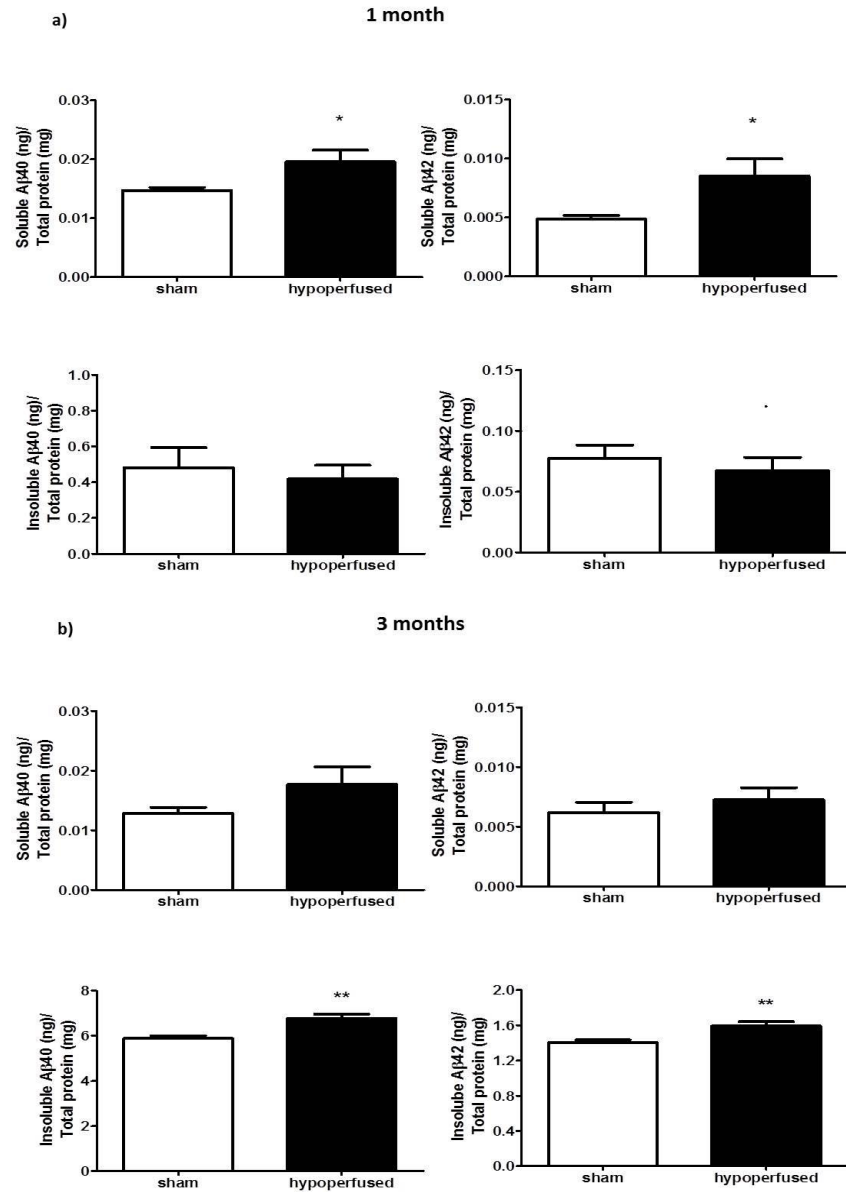 a)
1 month
Soluble Aβ40 (ng)/
Total protein (mg)
0.03
0.02
0.01
0.00
*
sham
hypoperfused
Soluble Aβ42 (ng)/
Total protein (mg)
0.015
0.010
0.005
0.000
*
sham
hypoperfused
Insoluble Aβ40 (ng)/
Total protein (mg)
1.0
0.8
0.6
0.4
0.2
0.0
sham
hypoperfused
Insoluble Aβ42 (ng)/
Total protein (mg)
0.15
0.10
0.05
0.00
sham
hypoperfused
b)
3 months
Soluble Aβ40 (ng)/
Total protein (mg)
0.03
0.02
0.01
0.00
sham
hypoperfused
Soluble Aβ42 (ng)/
Total protein (mg)
0.015
0.010
0.005
0.000
sham
hypoperfused
Insoluble Aβ40 (ng)/
Total protein (mg)
8
6
4
2
0
**
sham
hypoperfused
Insoluble Aβ42 (ng)/
Total protein (mg)
2.0
1.6
1.2
0.8
0.4
0.0
**
sham
hypoperfused